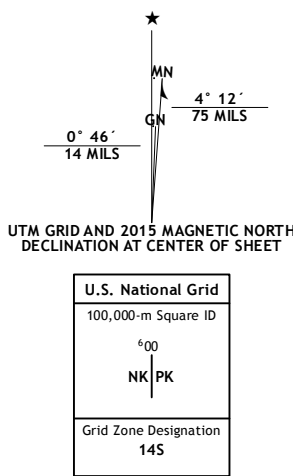 MN
GN
4° 12´
75 MILS
0° 46´
14 MILS
UTM GRID AND 2015 MAGNETIC NORTH
DECLINATION AT CENTER OF SHEET
U.S. National Grid
100,000-m Square ID
⁶00
NK PK
Grid Zone Designation
14S